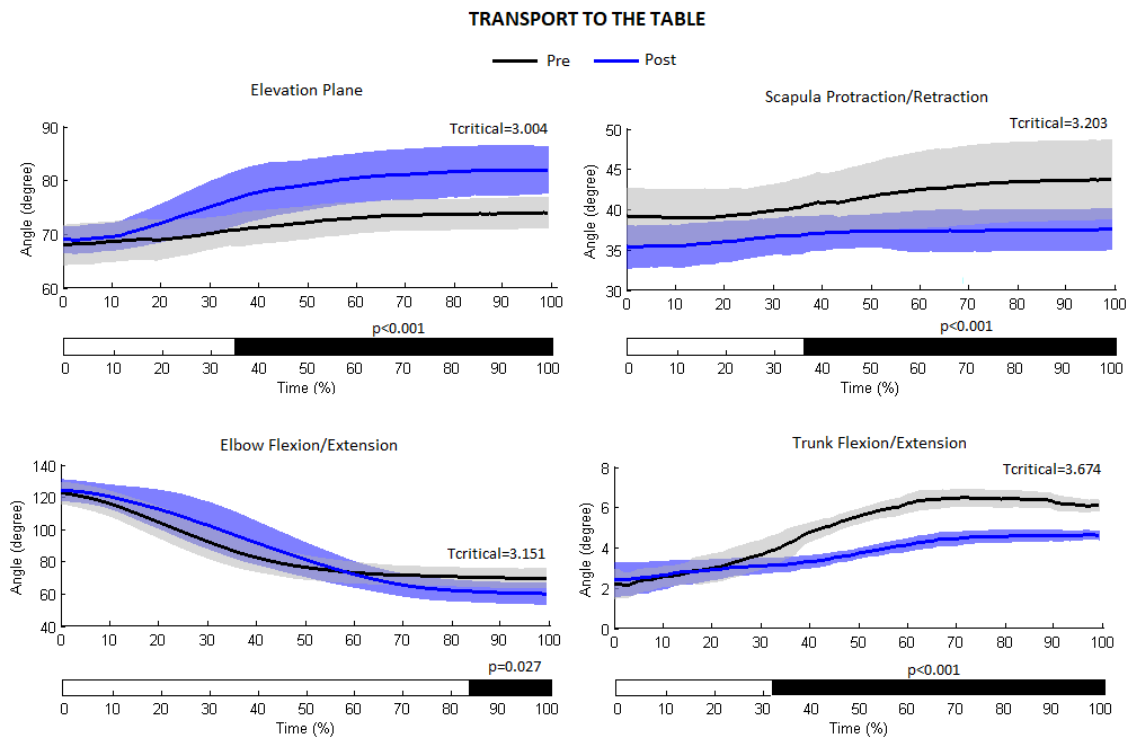 TRANSPORT TO THE TABLE
Pre Post
Elevation Plane
Tcritical=3.004
90
80
70
60
Angle (degree)
0 10 20 30 40 50 60 70 80 90 100
p<0.001
0 10 20 30 40 50 60 70 80 90 100
Time (%)
Scapula Protraction/Retraction
Tcritical=3.203
50
45
40
35
30
Angle (degree)
0 10 20 30 40 50 60 70 80 90 100
p<0.001
0 10 20 30 40 50 60 70 80 90 100
Time (%)
Elbow Flexion/Extension
140
120
100
80
60
40
Angle (degree)
Tcritical=3.151
0 10 20 30 40 50 60 70 80 90 100
p=0.027
0 10 20 30 40 50 60 70 80 90 100
Time (%)
Trunk Flexion/Extension
Tcritical=3.674
8
6
4
2
0
Angle (degree)
0 10 20 30 40 50 60 70 80 90 100
p<0.001
0 10 20 30 40 50 60 70 80 90 100
Time (%)